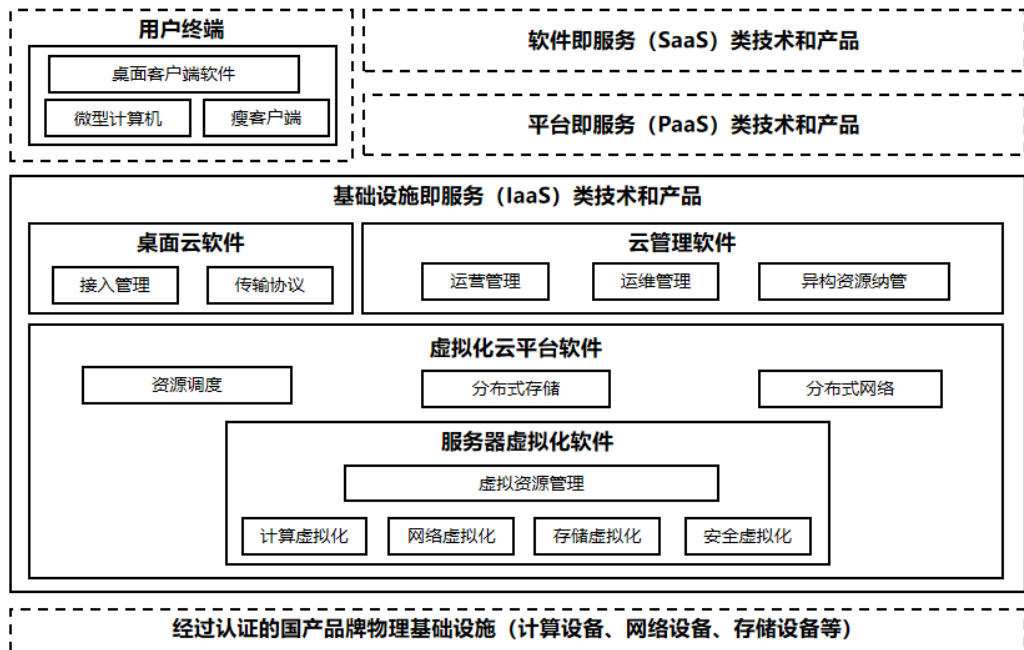 用户终端
桌面客户端软件
微型计算机
瘦客户端
软件即服务（SaaS）类技术和产品
平台即服务（PaaS）类技术和产品
基础设施即服务（IaaS）类技术和产品
桌面云软件
接入管理
传输协议
云管理软件
运营管理
运维管理
异构资源纳管
虚拟化云平台软件
资源调度
分布式存储
分布式网络
服务器虚拟化软件
虚拟资源管理
计算虚拟化
网络虚拟化
存储虚拟化
安全虚拟化
经过认证的国产品牌物理基础设施（计算设备、网络设备、存储设备等）